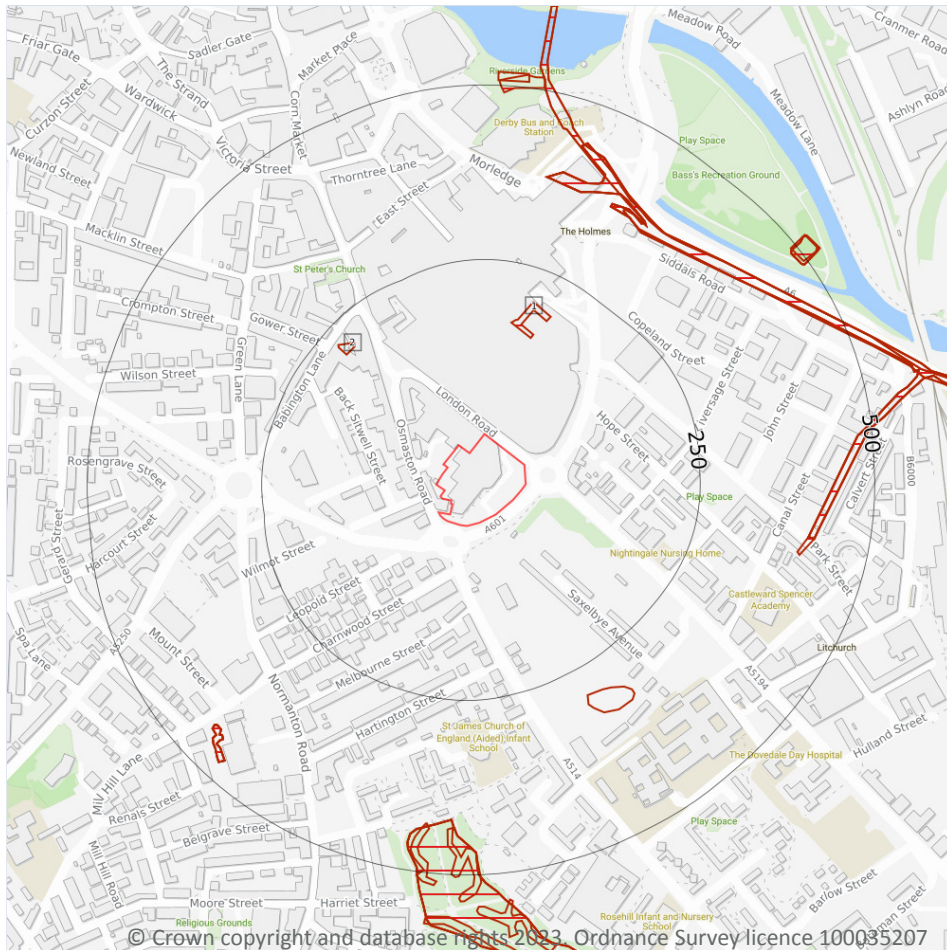 Meadow Road
Cranmer Road
Friar Gate
Sadler Gate
Market Place
The Strand
Corn Market
Riverside Gardens
Curzon Street
Wardwick
Meadow Lane
Ashlyn Road
Derby Bus and Coach
Station
Victoria Street
Play Space
Newland Street
Morledge
Thorntree Lane
Bass's Recreation Ground
East Street
Macklin Street
The Holmes
Siddals Road
St Peter's Church
A6
Crompton Street
1
Gower Street
Copeland Street
2
Green Lane
Wilson Street
Babington Lane
London Road
Back Sitwell Street
John Street
Osmaston Road
Hope Street
500
250
Calvert Street
B6000
Rosengrave Street
Play Space
Canal Street
Gerard Street
Harcourt Street
A601
Wilmot Street
Nightingale Nursing Home
Park Street
Castleward Spencer
Academy
Leopold Street
Charnwood Street
Saxelbye Avenue
Spa Lane
A5250
Mount Street
Melbourne Street
Litchurch
A5194
Normanton Road
Hartington Street
St James Church of
England (Aided) Infant
School
Hulland Street
The Dovedale Day Hospital
A514
Mill Hill Lane
Renals Street
Belgrave Street
Play Space
Mill Hill Road
Barlow Street
Moore Street
Harriet Street
Religious Grounds
Rosehill Infant and Nursery
School
© Crown copyright and database rights 2023. Ordnance Survey licence 100035207